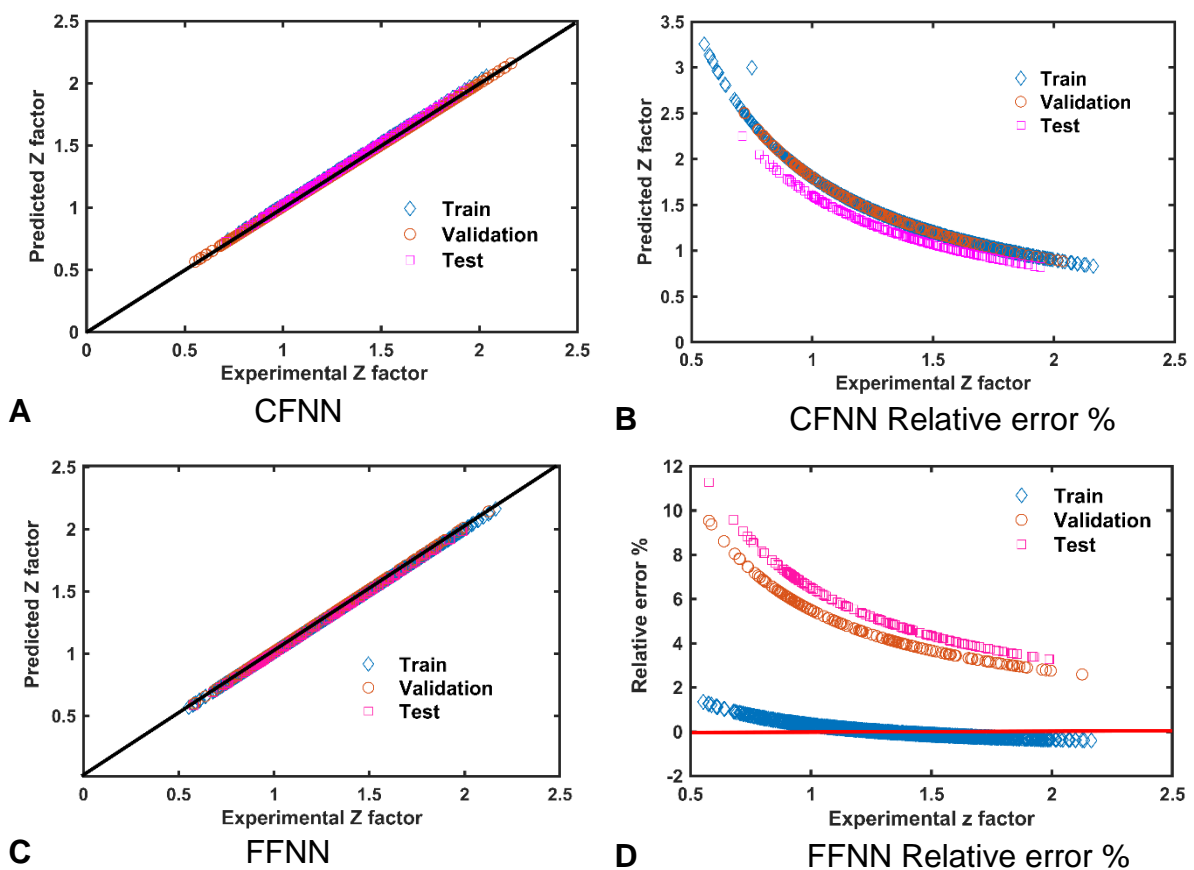 2.5
2
1.5
1
0.5
0
0
0.5
1
1.5
2
2.5
Predicted Z factor
Experimental Z factor
Train
Validation
Test
A
CFNN
3.5
3
2.5
2
1.5
1
0.5
0
0.5
1
1.5
2
2.5
Predicted Z factor
Experimental Z factor
Train
Validation
Test
B
CFNN Relative error %
2.5
2
1.5
1
0.5
0
0.5
1
1.5
2
2.5
Predicted Z factor
Experimental Z factor
Train
Validation
Test
C
FFNN
12
10
8
6
4
2
0
-2
0.5
1
1.5
2
2.5
Relative error %
Experimental z factor
Train
Validation
Test
D
FFNN Relative error %